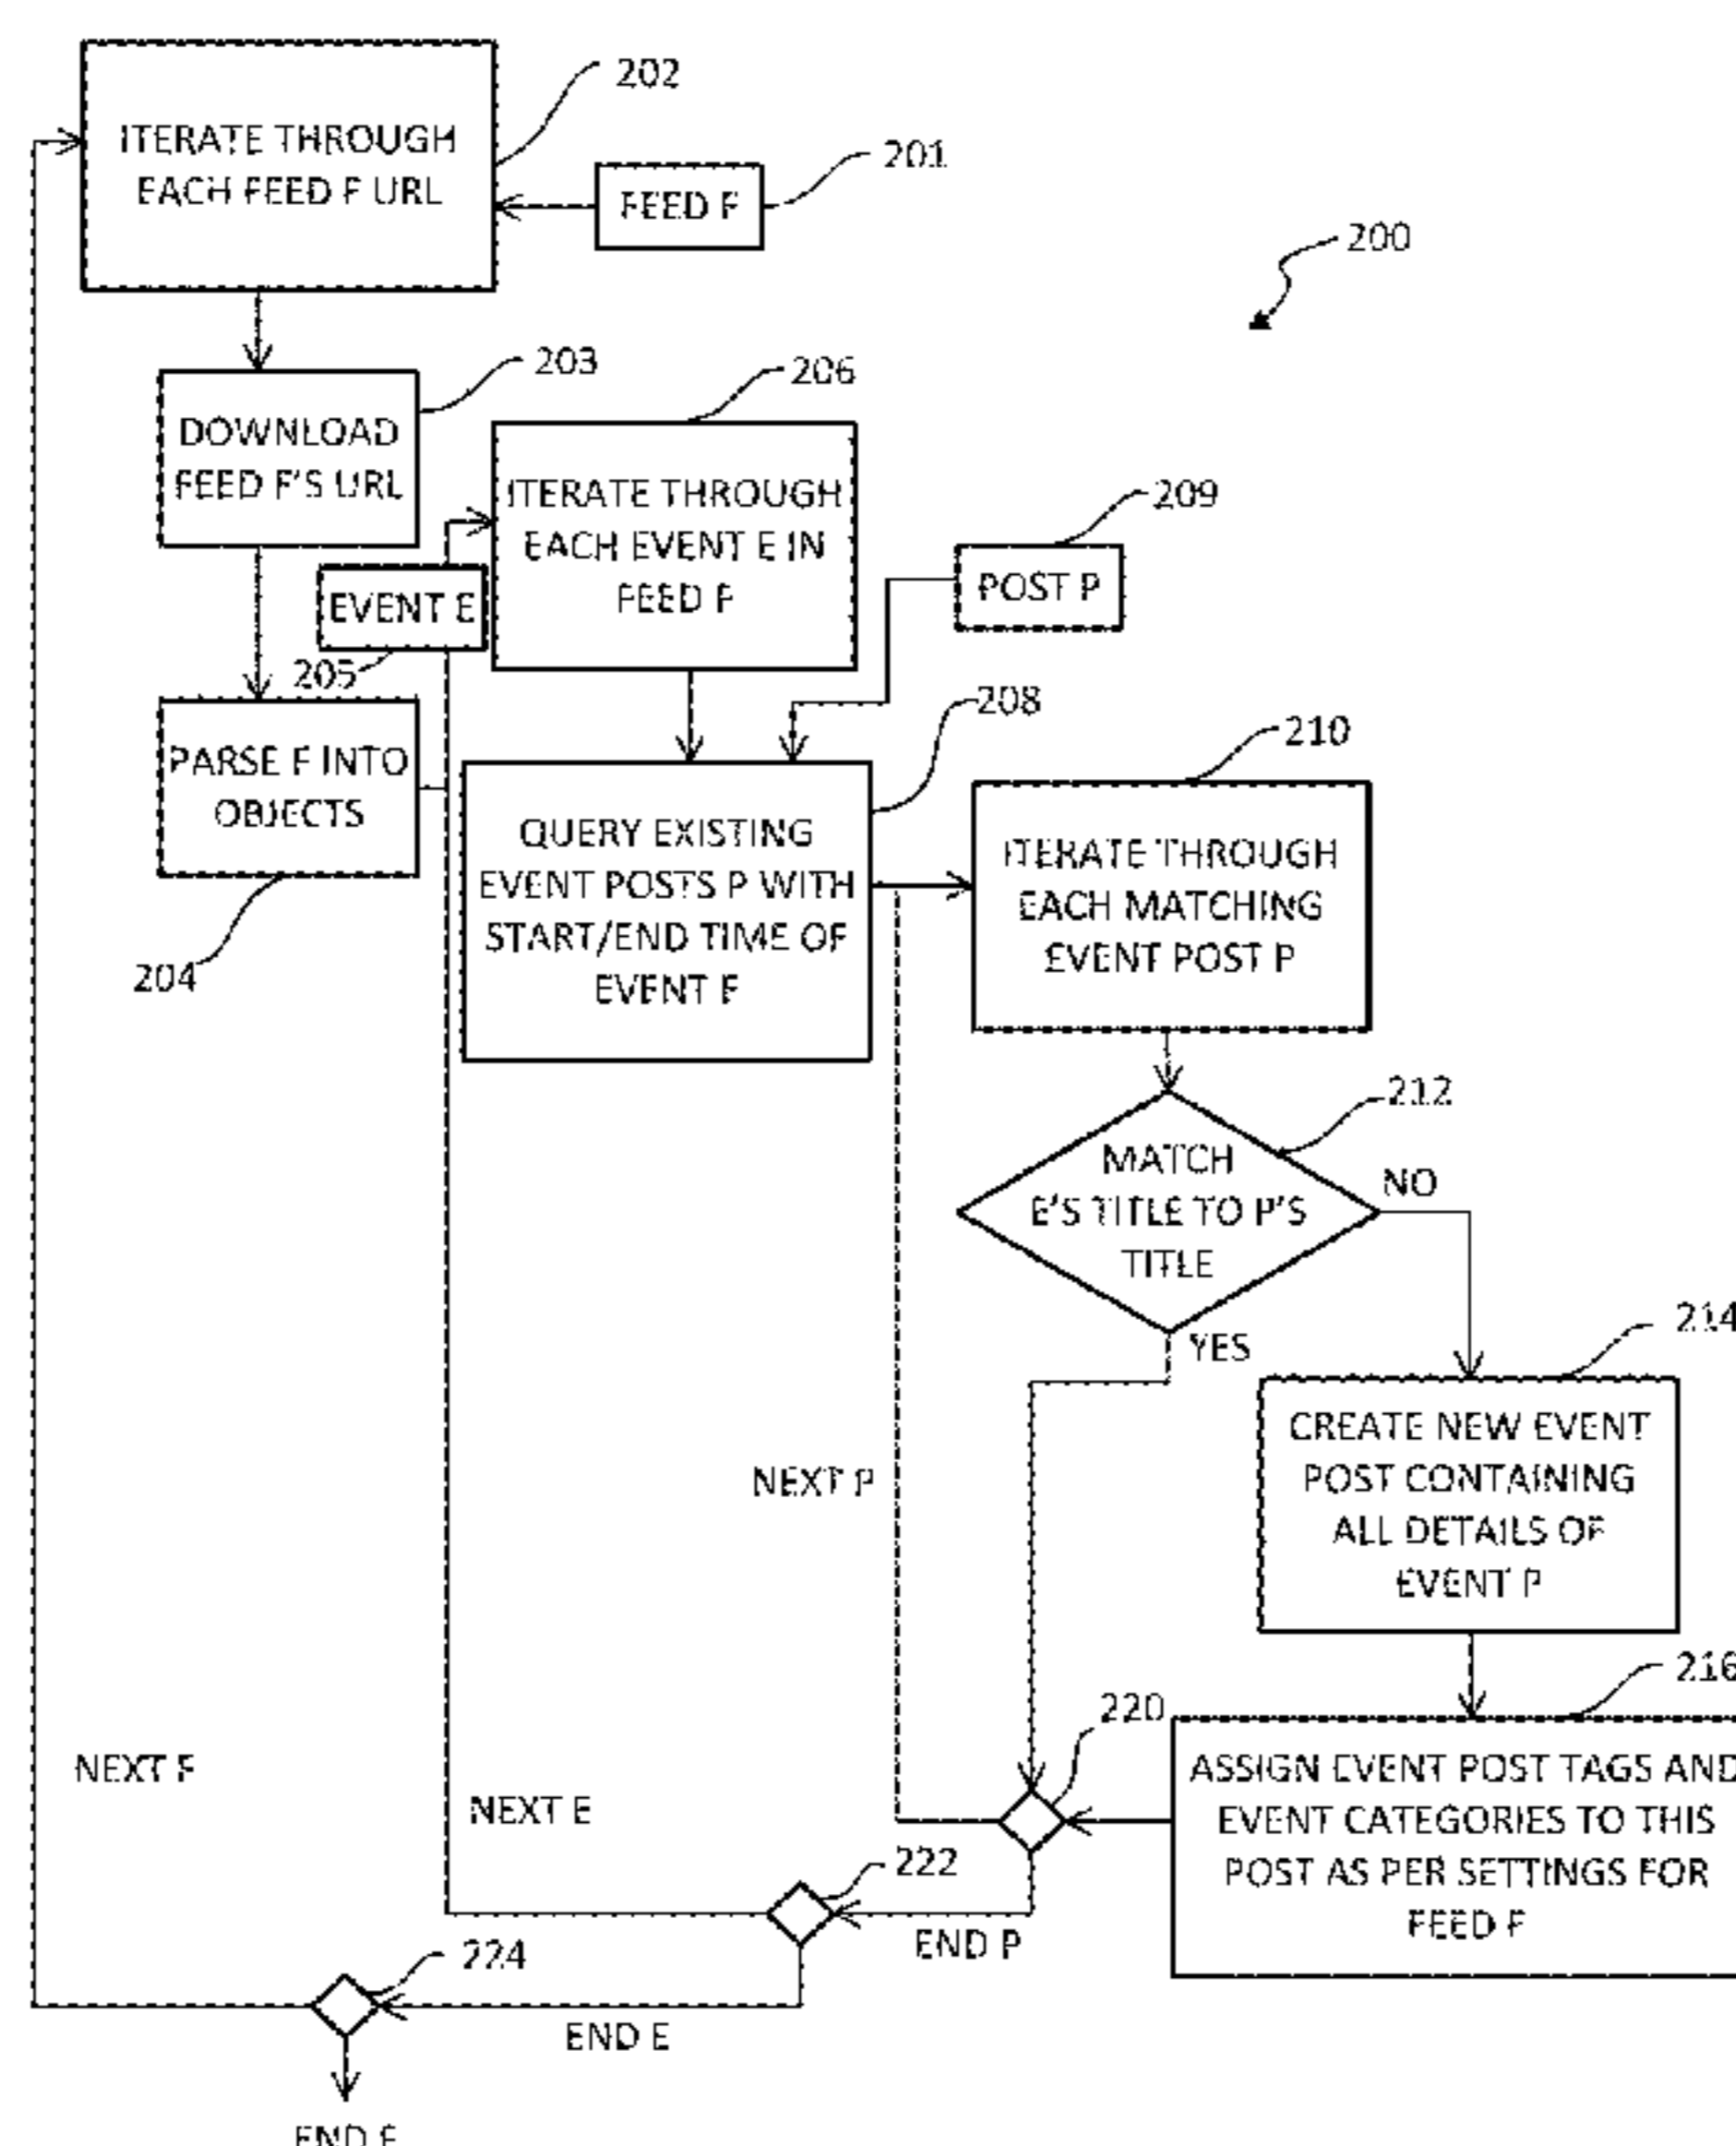 202
ITERATE THROUGH
EACH FEED F URL
201
FEED F
200
203
DOWNLOAD
FEED F'S URL
206
ITERATE THROUGH
EACH EVENT E IN
FEED F
209
POST P
EVENT E
205
PARSE F INTO
OBJECTS
204
208
QUERY EXISTING
EVENT POSTS P WITH
START/END TIME OF
EVENT E
210
ITERATE THROUGH
EACH MATCHING
EVENT POST P
212
MATCH
E'S TITLE TO P'S
TITLE
NO
YES
214
CREATE NEW EVENT
POST CONTAINING
ALL DETAILS OF
EVENT P
NEXT P
216
ASSIGN EVENT POST TAGS AND
EVENT CATEGORIES TO THIS
POST AS PER SETTINGS FOR
FEED F
220
NEXT F
NEXT E
222
END P
224
END E
END F